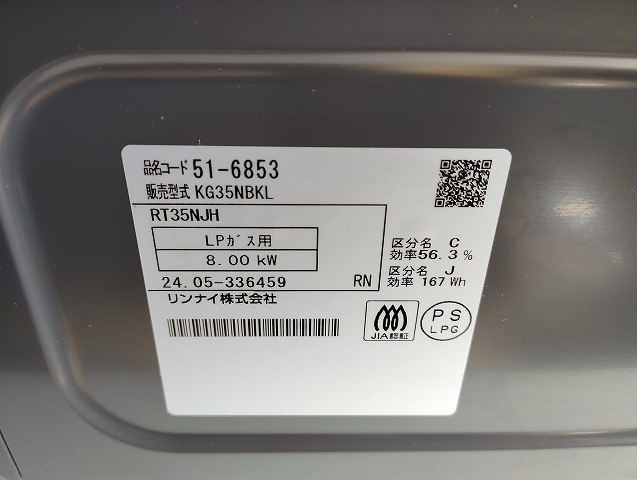 品名コード 51-6853
販売型式 KG35NBKL
RT35NJH
LPガス用
8.00 kW
24.05-336459 RN
リンナイ株式会社
区分名 C
効率56.3 %
区分名 J
効率 167 Wh
JIA認証
PS
LPG